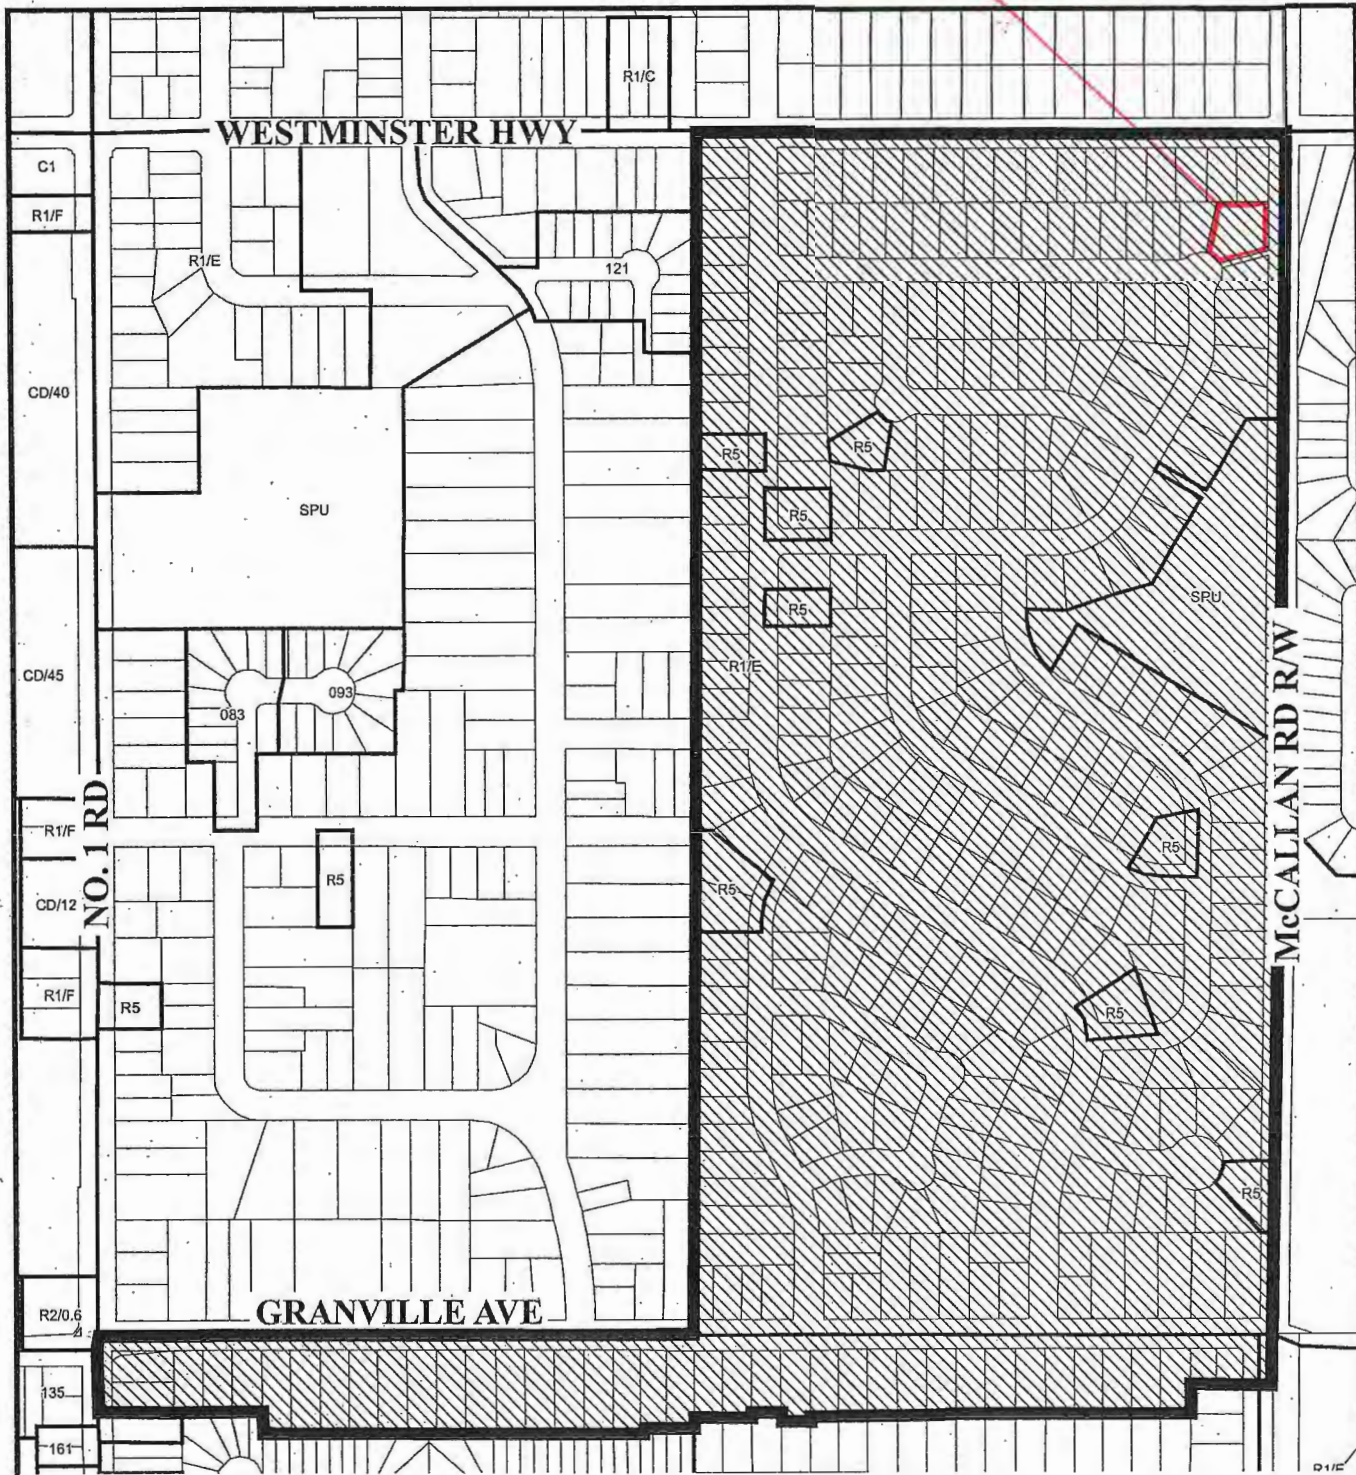 R1/C
WESTMINSTER HWY
C1
R1/F
R1/E
121
CD/40
R5
R5
SPU
R5
R5
SPU
R1/E
CD/45
093
083
McCALLAN RD R/W
NO. 1 RD
R1/F
R5
R5
R5
CD/12
R1/F
R5
R5
R5
R2/0.6
GRANVILLE AVE
135
161
R1/E